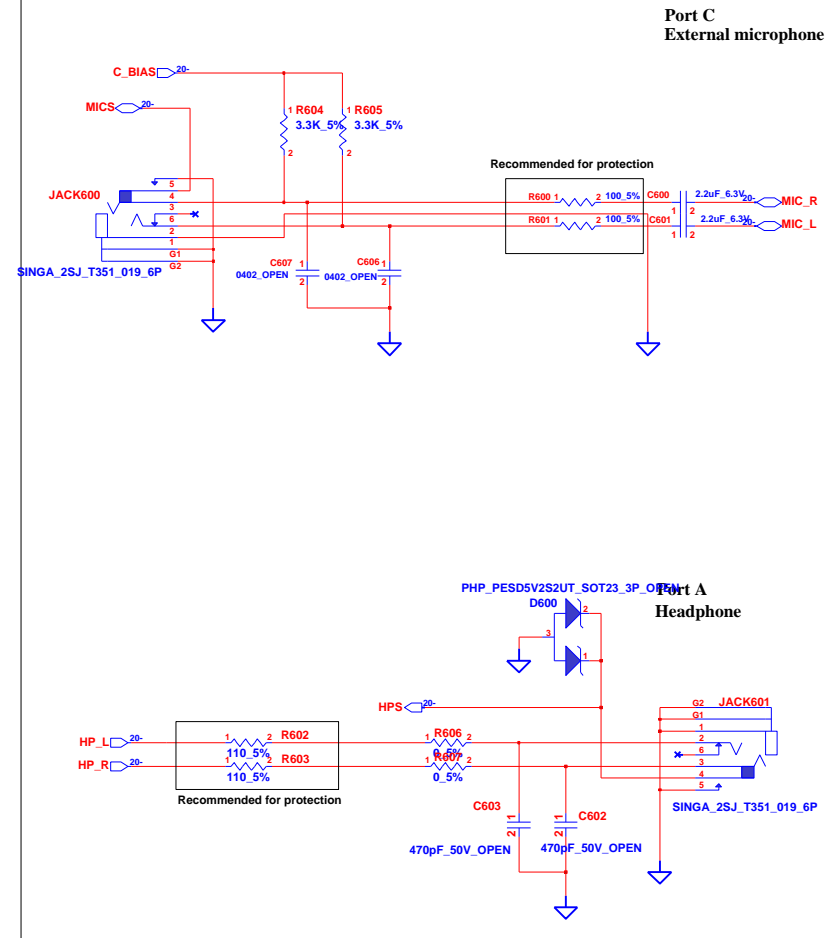 Port C
External microphone
C_BIAS 20-
MICS 20-
1 R604 1 R605
3.3K_5% 3.3K_5%
2 2
Recommended for protection
JACK600
5
4
3
6
2
1
G1
G2
SINGA_2SJ_T351_019_6P
R600 1 2 100_5% C600 2.2uF_6.3V 20- MIC_R
1 2
R601 1 2 100_5% C601 2.2uF_6.3V 20- MIC_L
1 2
C607 1 C606 1
0402_OPEN 2 0402_OPEN 2
PHP_PESD5V2S2UT_SOT23_3P_OPEN
Port A
D600 2
Headphone
3
1
HPS 20-
G2 JACK601
G1
1
2
6
3
4
5
SINGA_2SJ_T351_019_6P
HP_L 20- 1 2 R602 R606 1 2
110_5% 0_5%
HP_R 20- 1 2 R603 R607 1 2
110_5% 0_5%
Recommended for protection
C603 1 2 1 2 C602
470pF_50V_OPEN 470pF_50V_OPEN